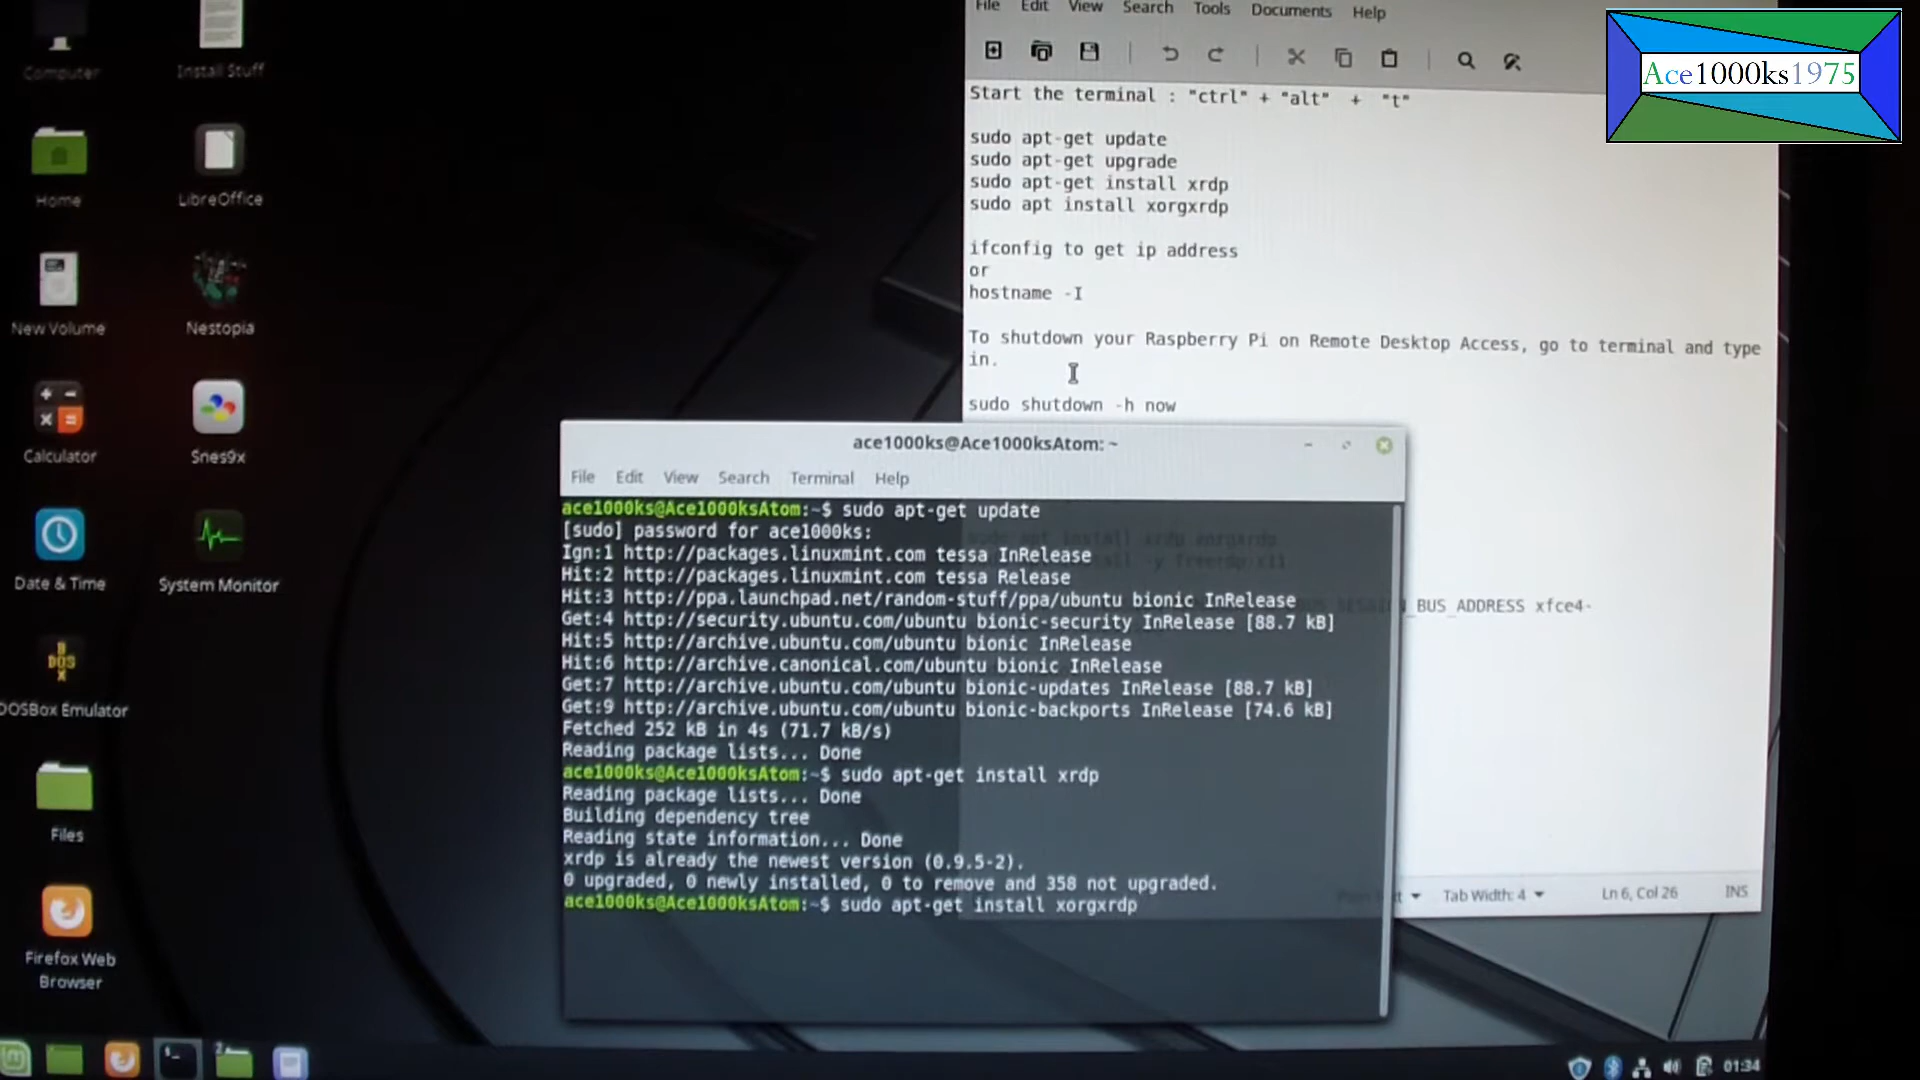 Computer
Install Stuff
Home
LibreOffice
New Volume
Nestopia
Calculator
Snes9x
Date & Time
System Monitor
DOSBox Emulator
Files
Firefox Web
Browser
File Edit View Search Tools Documents Help
Ace1000ks1975
Start the terminal : "ctrl" + "alt" + "t"
sudo apt-get update
sudo apt-get upgrade
sudo apt-get install xrdp
sudo apt install xorgxrdp
ifconfig to get ip address
or
hostname -I
To shutdown your Raspberry Pi on Remote Desktop Access, go to terminal and type
in.
sudo shutdown -h now
_BUS_ADDRESS xfce4-
Tab Width: 4 Ln 6, Col 26 INS
ace1000ks@Ace1000ksAtom: ~
File Edit View Search Terminal Help
ace1000ks@Ace1000ksAtom:~$ sudo apt-get update
[sudo] password for ace1000ks:
Ign:1 http://packages.linuxmint.com tessa InRelease
Hit:2 http://packages.linuxmint.com tessa Release
Hit:3 http://ppa.launchpad.net/random-stuff/ppa/ubuntu bionic InRelease
Get:4 http://security.ubuntu.com/ubuntu bionic-security InRelease [88.7 kB]
Hit:5 http://archive.ubuntu.com/ubuntu bionic InRelease
Hit:6 http://archive.canonical.com/ubuntu bionic InRelease
Get:7 http://archive.ubuntu.com/ubuntu bionic-updates InRelease [88.7 kB]
Get:9 http://archive.ubuntu.com/ubuntu bionic-backports InRelease [74.6 kB]
Fetched 252 kB in 4s (71.7 kB/s)
Reading package lists... Done
ace1000ks@Ace1000ksAtom:~$ sudo apt-get install xrdp
Reading package lists... Done
Building dependency tree
Reading state information... Done
xrdp is already the newest version (0.9.5-2).
0 upgraded, 0 newly installed, 0 to remove and 358 not upgraded.
ace1000ks@Ace1000ksAtom:~$ sudo apt-get install xorgxrdp
01:34